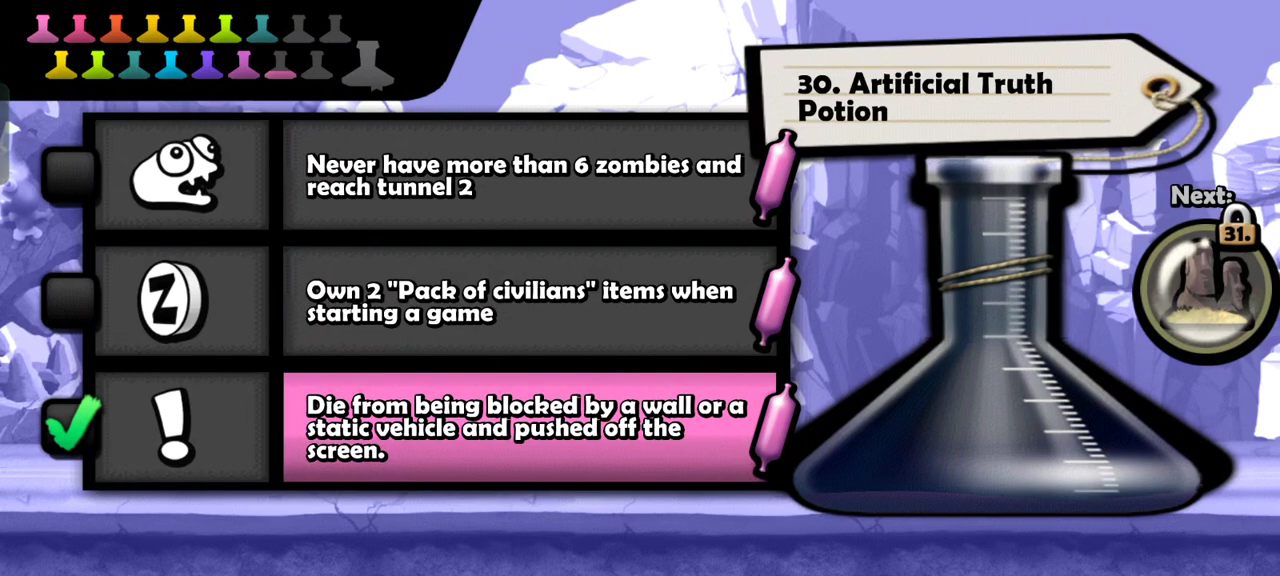 30. Artificial Truth
Potion
Never have more than 6 zombies and
reach tunnel 2
Next:
31.
Z
Own 2 "Pack of civilians" items when
starting a game
!
Die from being blocked by a wall or a
static vehicle and pushed off the
screen.